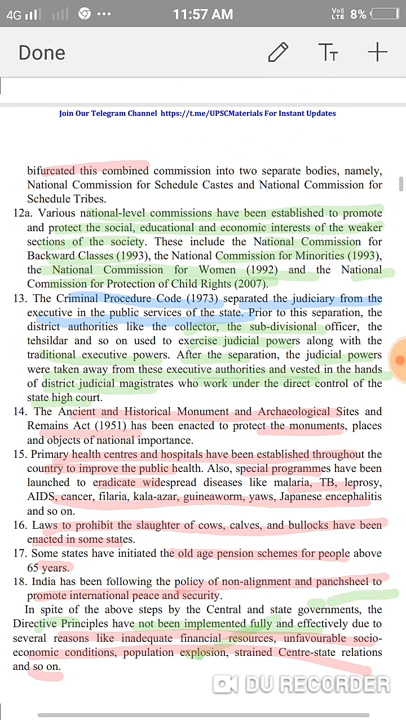 4G 11:57 AM VoD LTE 8%
Done TT +
Join Our Telegram Channel https://t.me/UPSCMaterials For Instant Updates
bifurcated this combined commission into two separate bodies, namely,
National Commission for Schedule Castes and National Commission for
Schedule Tribes.
12a. Various national-level commissions have been established to promote
and protect the social, educational and economic interests of the weaker
sections of the society. These include the National Commission for
Backward Classes (1993), the National Commission for Minorities (1993),
the National Commission for Women (1992) and the National
Commission for Protection of Child Rights (2007).
13. The Criminal Procedure Code (1973) separated the judiciary from the
executive in the public services of the state. Prior to this separation, the
district authorities like the collector, the sub-divisional officer, the
tehsildar and so on used to exercise judicial powers along with the
traditional executive powers. After the separation, the judicial powers
were taken away from these executive authorities and vested in the hands
of district judicial magistrates who work under the direct control of the
state high court.
14. The Ancient and Historical Monument and Archaeological Sites and
Remains Act (1951) has been enacted to protect the monuments, places
and objects of national importance.
15. Primary health centres and hospitals have been established throughout the
country to improve the public health. Also, special programmes have been
launched to eradicate widespread diseases like malaria, TB, leprosy,
AIDS, cancer, filaria, kala-azar, guineaworm, yaws, Japanese encephalitis
and so on.
16. Laws to prohibit the slaughter of cows, calves, and bullocks have been
enacted in some states.
17. Some states have initiated the old age pension schemes for people above
65 years.
18. India has been following the policy of non-alignment and panchsheel to
promote international peace and security.
In spite of the above steps by the Central and state governments, the
Directive Principles have not been implemented fully and effectively due to
several reasons like inadequate financial resources, unfavourable socio-
economic conditions, population explosion, strained Centre-state relations
and so on.
DU RECORDER